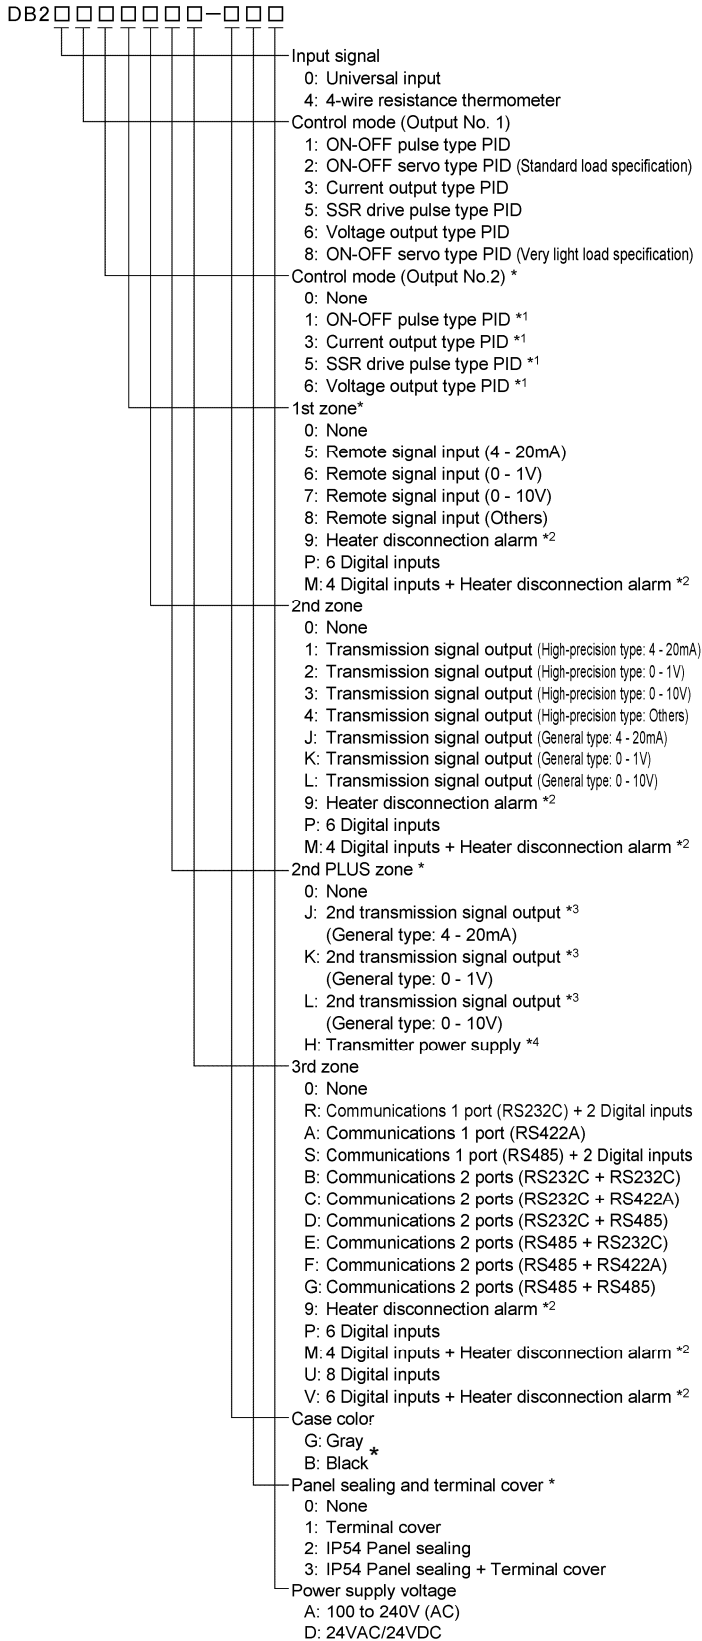 DB2□□□□□□□-□□□
Input signal
0: Universal input
4: 4-wire resistance thermometer
Control mode (Output No. 1)
1: ON-OFF pulse type PID
2: ON-OFF servo type PID (Standard load specification)
3: Current output type PID
5: SSR drive pulse type PID
6: Voltage output type PID
8: ON-OFF servo type PID (Very light load specification)
Control mode (Output No.2) *
0: None
1: ON-OFF pulse type PID *1
3: Current output type PID *1
5: SSR drive pulse type PID *1
6: Voltage output type PID *1
1st zone*
0: None
5: Remote signal input (4 - 20mA)
6: Remote signal input (0 - 1V)
7: Remote signal input (0 - 10V)
8: Remote signal input (Others)
9: Heater disconnection alarm *2
P: 6 Digital inputs
M: 4 Digital inputs + Heater disconnection alarm *2
2nd zone
0: None
1: Transmission signal output (High-precision type: 4 - 20mA)
2: Transmission signal output (High-precision type: 0 - 1V)
3: Transmission signal output (High-precision type: 0 - 10V)
4: Transmission signal output (High-precision type: Others)
J: Transmission signal output (General type: 4 - 20mA)
K: Transmission signal output (General type: 0 - 1V)
L: Transmission signal output (General type: 0 - 10V)
9: Heater disconnection alarm *2
P: 6 Digital inputs
M: 4 Digital inputs + Heater disconnection alarm *2
2nd PLUS zone *
0: None
J: 2nd transmission signal output *3
(General type: 4 - 20mA)
K: 2nd transmission signal output *3
(General type: 0 - 1V)
L: 2nd transmission signal output *3
(General type: 0 - 10V)
H: Transmitter power supply *4
3rd zone
0: None
R: Communications 1 port (RS232C) + 2 Digital inputs
A: Communications 1 port (RS422A)
S: Communications 1 port (RS485) + 2 Digital inputs
B: Communications 2 ports (RS232C + RS232C)
C: Communications 2 ports (RS232C + RS422A)
D: Communications 2 ports (RS232C + RS485)
E: Communications 2 ports (RS485 + RS232C)
F: Communications 2 ports (RS485 + RS422A)
G: Communications 2 ports (RS485 + RS485)
9: Heater disconnection alarm *2
P: 6 Digital inputs
M: 4 Digital inputs + Heater disconnection alarm *2
U: 8 Digital inputs
V: 6 Digital inputs + Heater disconnection alarm *2
Case color
G: Gray
B: Black *
Panel sealing and terminal cover *
0: None
1: Terminal cover
2: IP54 Panel sealing
3: IP54 Panel sealing + Terminal cover
Power supply voltage
A: 100 to 240V (AC)
D: 24VAC/24VDC